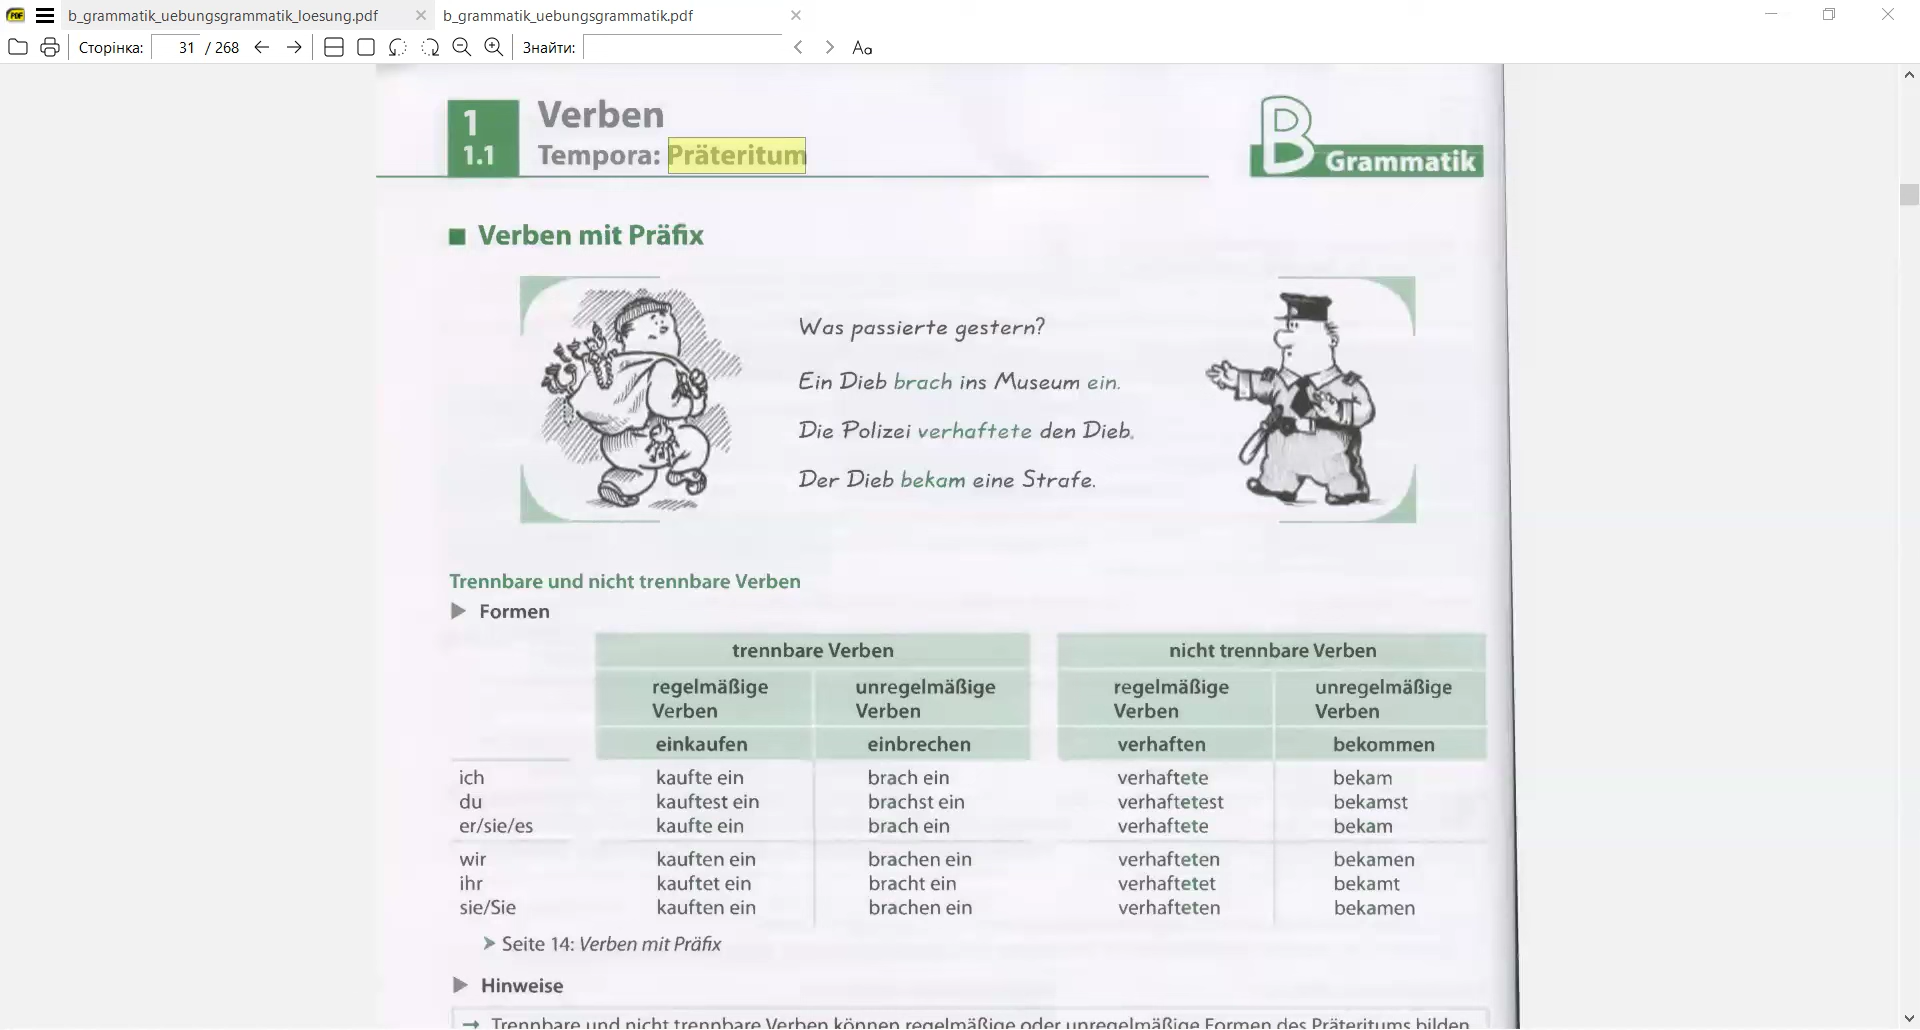 b_grammatik_uebungsgrammatik_loesung.pdf
b_grammatik_uebungsgrammatik.pdf
Сторінка: 31 / 268 Знайти: Aa
1
1.1
Verben
Tempora: Präteritum
B Grammatik
Verben mit Präfix
Was passierte gestern?
Ein Dieb brach ins Museum ein.
Die Polizei verhaftete den Dieb.
Der Dieb bekam eine Strafe.
Trennbare und nicht trennbare Verben
Formen
trennbare Verben nicht trennbare Verben
regelmäßige Verben unregelmäßige Verben regelmäßige Verben unregelmäßige Verben
einkaufen einbrechen verhaften bekommen
ich kaufte ein brach ein verhaftete bekam
du kauftest ein brachst ein verhaftetest bekamst
er/sie/es kaufte ein brach ein verhaftete bekam
wir kauften ein brachen ein verhafteten bekamen
ihr kauftet ein bracht ein verhaftetet bekamt
sie/Sie kauften ein brachen ein verhafteten bekamen
➤ Seite 14: Verben mit Präfix
Hinweise
→ Trennbare und nicht trennbare Verben können regelmäßige oder unregelmäßige Formen des Präteritums bilden